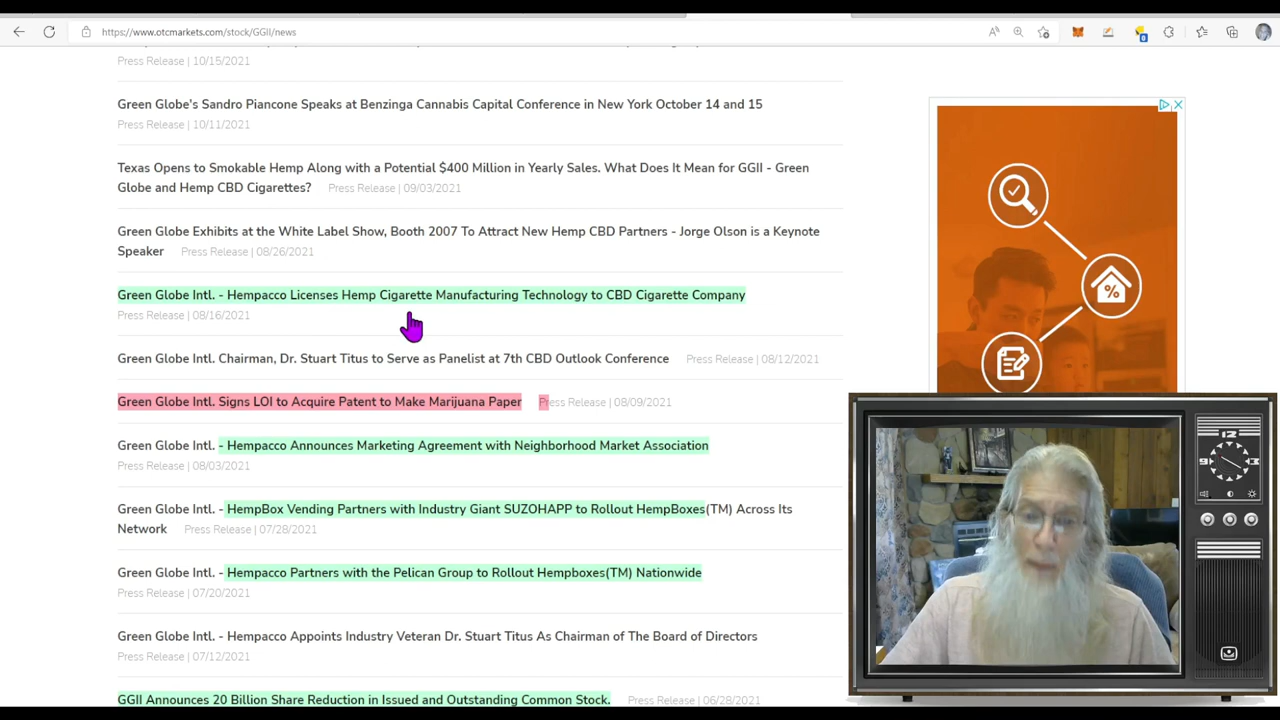 https://www.otcmarkets.com/stock/GGII/news
Press Release | 10/15/2021
Green Globe's Sandro Piancone Speaks at Benzinga Cannabis Capital Conference in New York October 14 and 15
Press Release | 10/11/2021
Texas Opens to Smokable Hemp Along with a Potential $400 Million in Yearly Sales. What Does It Mean for GGII - Green
Globe and Hemp CBD Cigarettes? Press Release | 09/03/2021
Green Globe Exhibits at the White Label Show, Booth 2007 To Attract New Hemp CBD Partners - Jorge Olson is a Keynote
Speaker Press Release | 08/26/2021
Green Globe Intl. - Hempacco Licenses Hemp Cigarette Manufacturing Technology to CBD Cigarette Company
Press Release | 08/16/2021
Green Globe Intl. Chairman, Dr. Stuart Titus to Serve as Panelist at 7th CBD Outlook Conference Press Release | 08/12/2021
Green Globe Intl. Signs LOI to Acquire Patent to Make Marijuana Paper Press Release | 08/09/2021
Green Globe Intl. - Hempacco Announces Marketing Agreement with Neighborhood Market Association
Press Release | 08/03/2021
Green Globe Intl. - HempBox Vending Partners with Industry Giant SUZOHAPP to Rollout HempBoxes(TM) Across Its
Network Press Release | 07/28/2021
Green Globe Intl. - Hempacco Partners with the Pelican Group to Rollout Hempboxes(TM) Nationwide
Press Release | 07/20/2021
Green Globe Intl. - Hempacco Appoints Industry Veteran Dr. Stuart Titus As Chairman of The Board of Directors
Press Release | 07/12/2021
GGII Announces 20 Billion Share Reduction in Issued and Outstanding Common Stock. Press Release | 06/28/2021
%
12
9 3